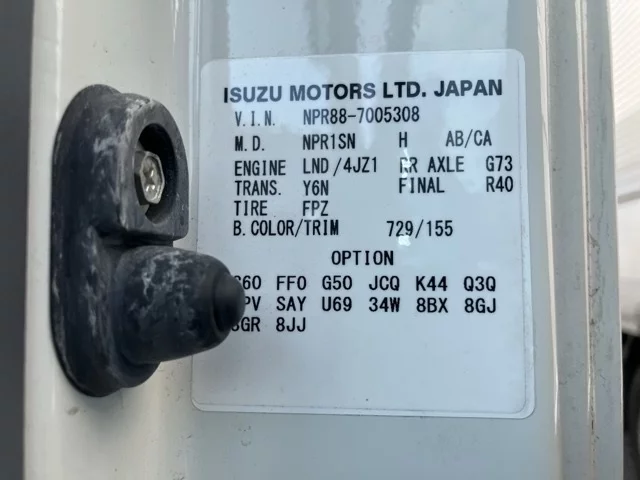 ISUZU MOTORS LTD. JAPAN
V.I.N. NPR88-7005308
M.D. NPR1SN H AB/CA
ENGINE LND/4JZ1 RR AXLE G73
TRANS. Y6N FINAL R40
TIRE FPZ
B.COLOR/TRIM 729/155
OPTION
FF0 G50 JCQ K44 Q3Q
SAY U69 34W 8BX 8GJ
8JJ